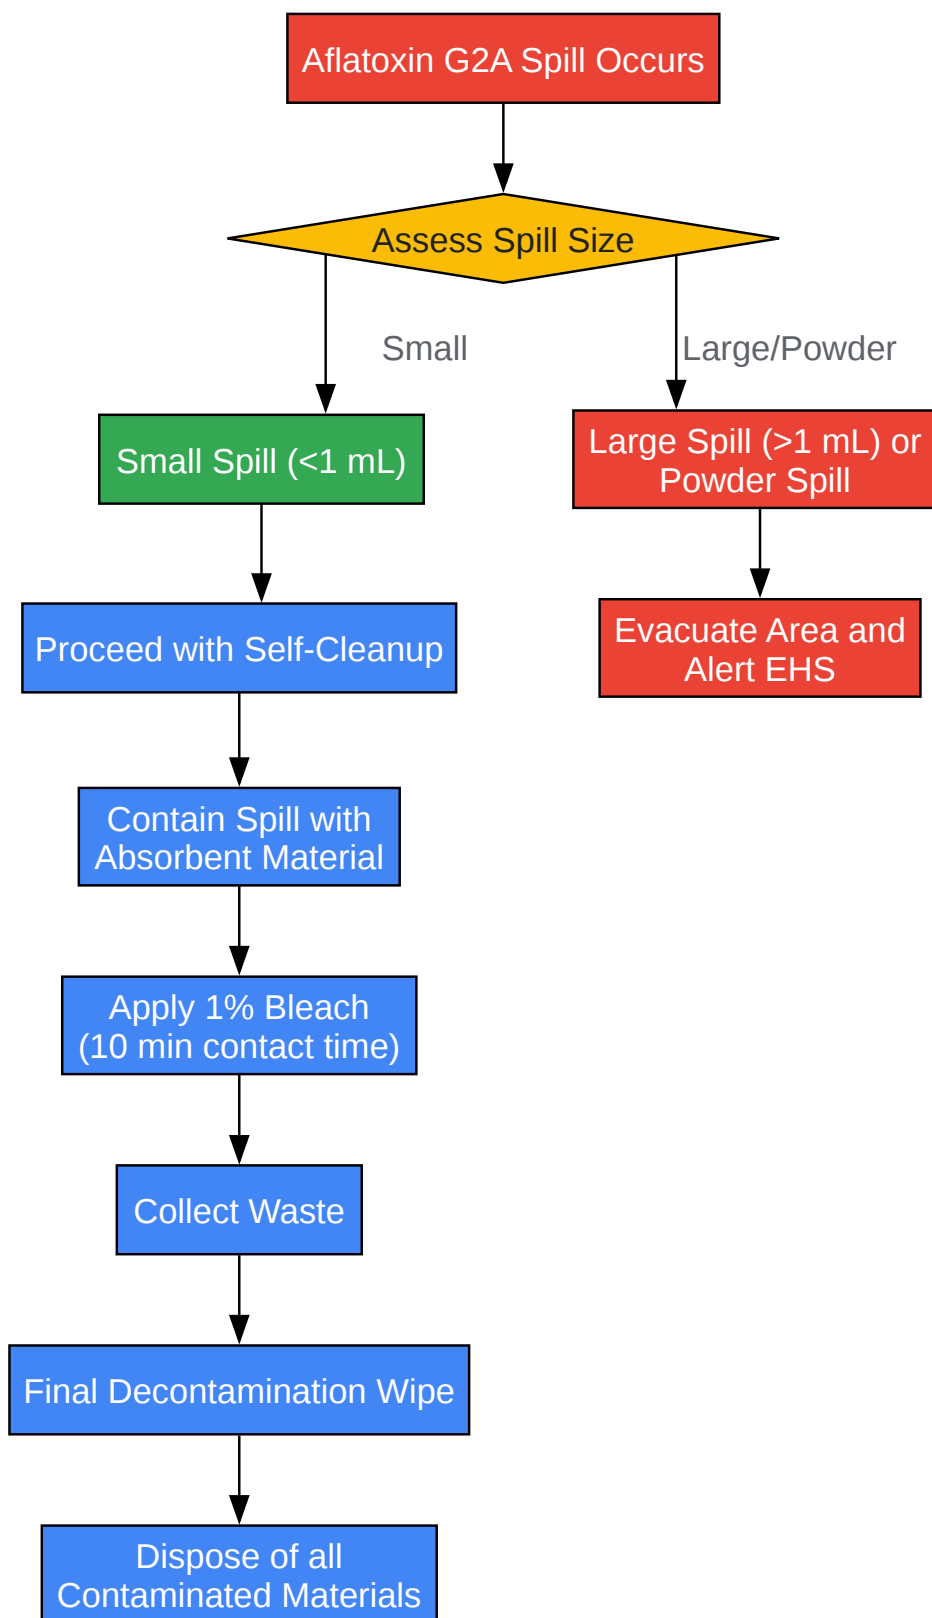 Aflatoxin G2A Spill Occurs
Assess Spill Size
Small
Large/Powder
Small Spill (<1 mL)
Large Spill (>1 mL) or
Powder Spill
Proceed with Self-Cleanup
Evacuate Area and
Alert EHS
Contain Spill with
Absorbent Material
Apply 1% Bleach
(10 min contact time)
Collect Waste
Final Decontamination Wipe
Dispose of all
Contaminated Materials